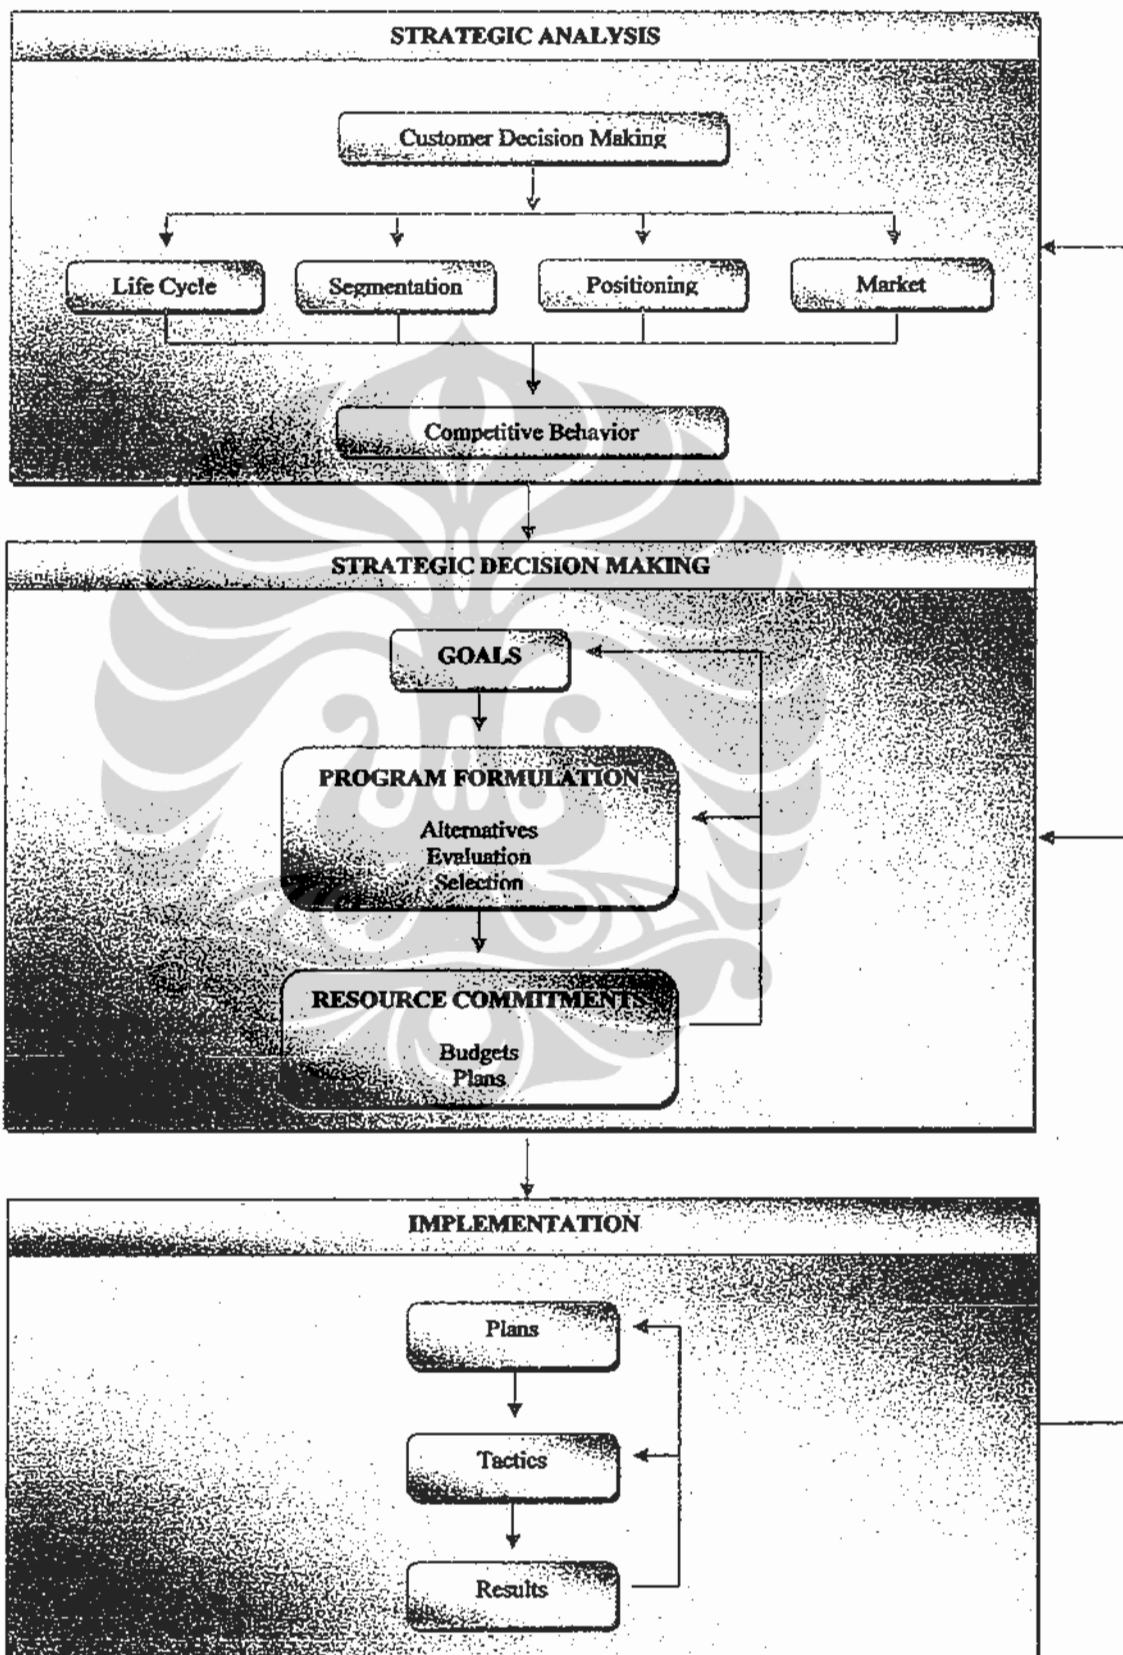 STRATEGIC ANALYSIS
Customer Decision Making
Life Cycle
Segmentation
Positioning
Market
Competitive Behavior
STRATEGIC DECISION MAKING
GOALS
PROGRAM FORMULATION
Alternatives
Evaluation
Selection
RESOURCE COMMITMENTS
Budgets
Plans
IMPLEMENTATION
Plans
Tactics
Results